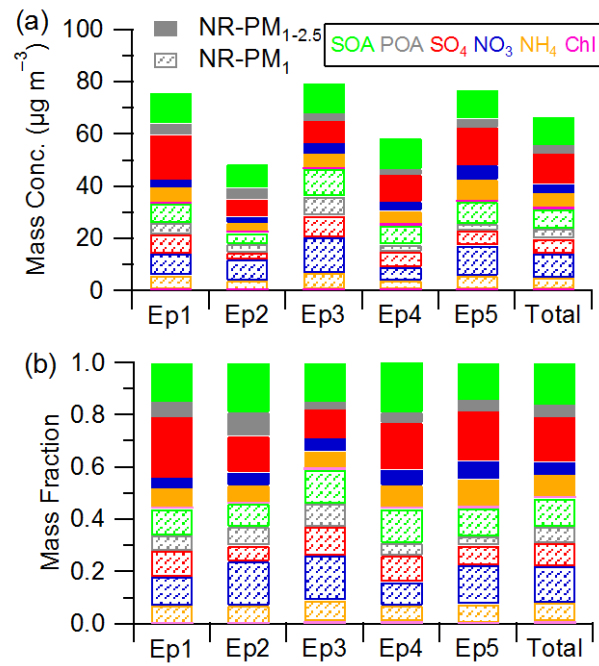 (a)
100
80
60
40
20
0
Mass Conc. (µg m⁻³)
NR-PM₁₋₂.₅
NR-PM₁
SOA POA SO₄ NO₃ NH₄ Chl
Ep1 Ep2 Ep3 Ep4 Ep5 Total
(b)
1.0
0.8
0.6
0.4
0.2
0.0
Mass Fraction
Ep1 Ep2 Ep3 Ep4 Ep5 Total